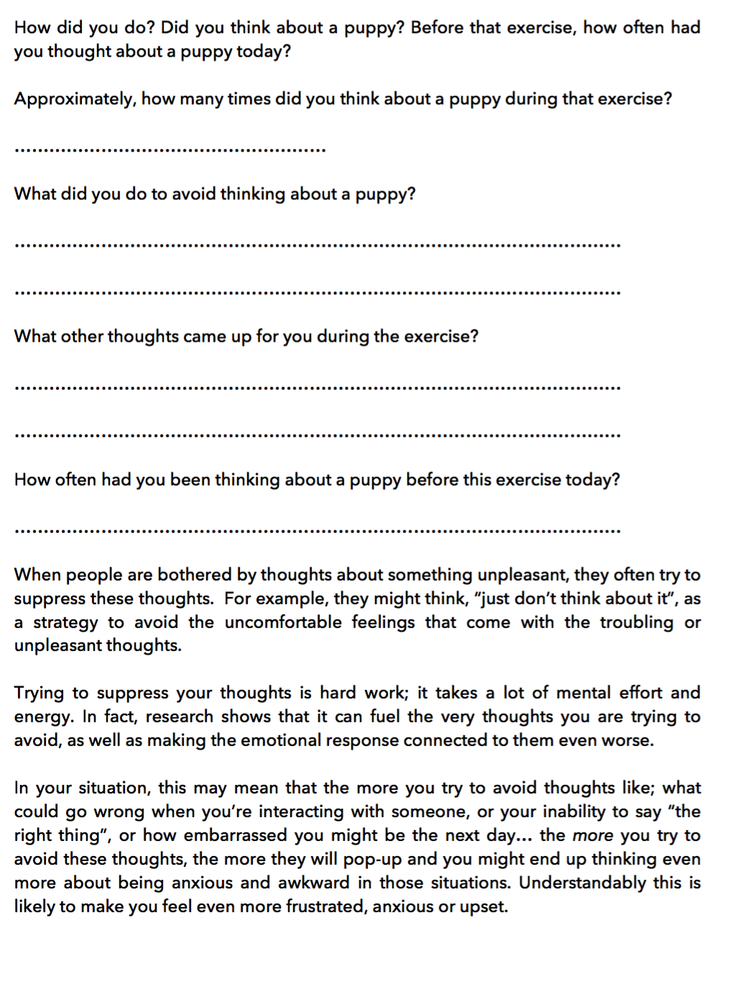 How did you do? Did you think about a puppy? Before that exercise, how often had
you thought about a puppy today?
Approximately, how many times did you think about a puppy during that exercise?
......................................................
What did you do to avoid thinking about a puppy?
.........................................................................................................
.........................................................................................................
What other thoughts came up for you during the exercise?
.........................................................................................................
.........................................................................................................
How often had you been thinking about a puppy before this exercise today?
.........................................................................................................
When people are bothered by thoughts about something unpleasant, they often try to
suppress these thoughts.  For example, they might think, "just don't think about it", as
a strategy to avoid the uncomfortable feelings that come with the troubling or
unpleasant thoughts.
Trying to suppress your thoughts is hard work; it takes a lot of mental effort and
energy. In fact, research shows that it can fuel the very thoughts you are trying to
avoid, as well as making the emotional response connected to them even worse.
In your situation, this may mean that the more you try to avoid thoughts like; what
could go wrong when you're interacting with someone, or your inability to say "the
right thing", or how embarrassed you might be the next day... the more you try to
avoid these thoughts, the more they will pop-up and you might end up thinking even
more about being anxious and awkward in those situations. Understandably this is
likely to make you feel even more frustrated, anxious or upset.